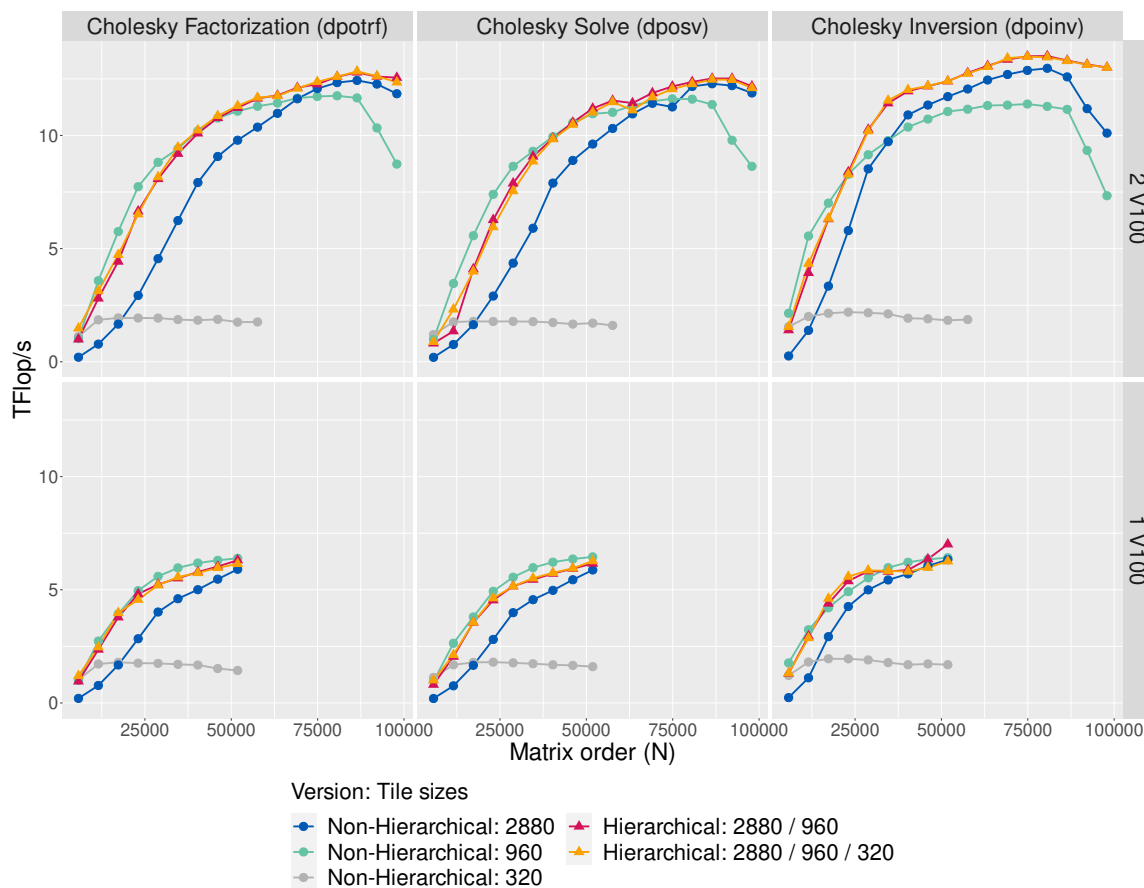 Cholesky Factorization (dpotrf) Cholesky Solve (dposv) Cholesky Inversion (dpoinv)
10
5
0
2 V100
TFlop/s
10
5
0
1 V100
25000 50000 75000 100000 25000 50000 75000 100000 25000 50000 75000 100000
Matrix order (N)
Version: Tile sizes
Non-Hierarchical: 2880 Hierarchical: 2880 / 960
Non-Hierarchical: 960 Hierarchical: 2880 / 960 / 320
Non-Hierarchical: 320